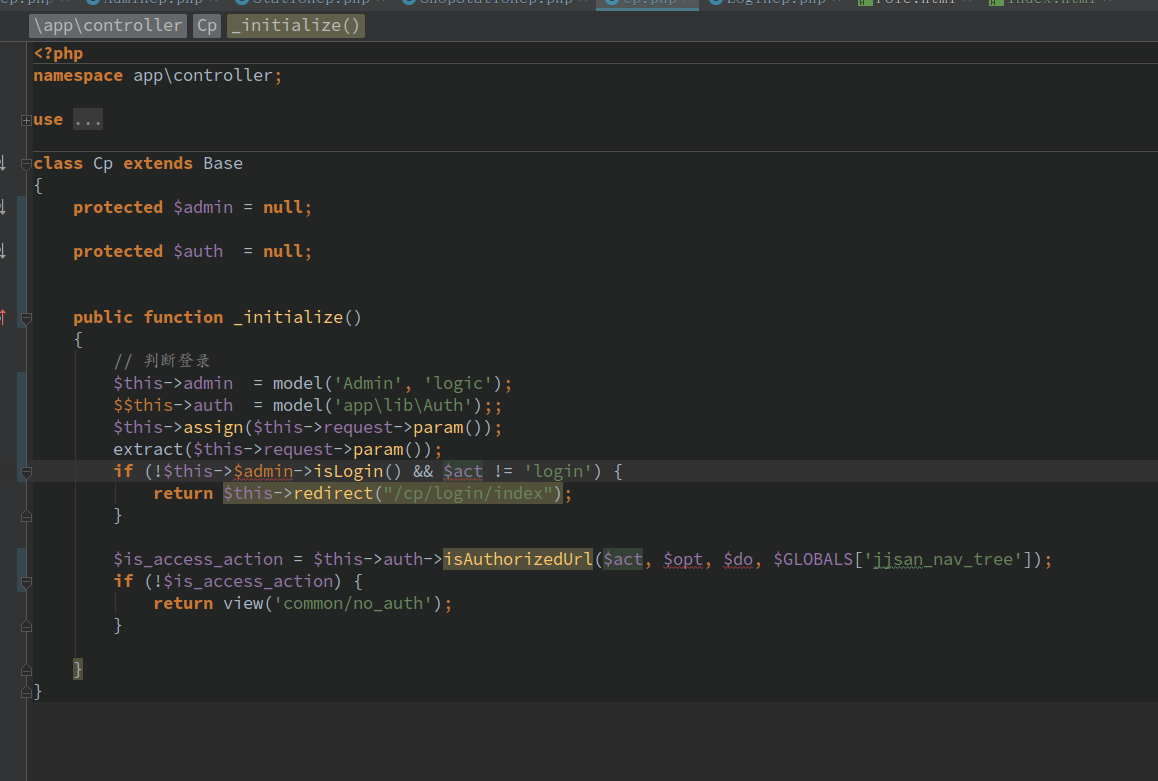 \app\controller Cp _initialize()
<?php
namespace app\controller;
use ...
class Cp extends Base
{
protected $admin = null;
protected $auth  = null;
public function _initialize()
{
// 判断登录
$this->admin  = model('Admin', 'logic');
$$this->auth  = model('app\lib\Auth');;
$this->assign($this->request->param());
extract($this->request->param());
if (!$this->$admin->isLogin() && $act != 'login') {
return $this->redirect("/cp/login/index");
}
$is_access_action = $this->auth->isAuthorizedUrl($act, $opt, $do, $GLOBALS['jjsan_nav_tree']);
if (!$is_access_action) {
return view('common/no_auth');
}
}
}